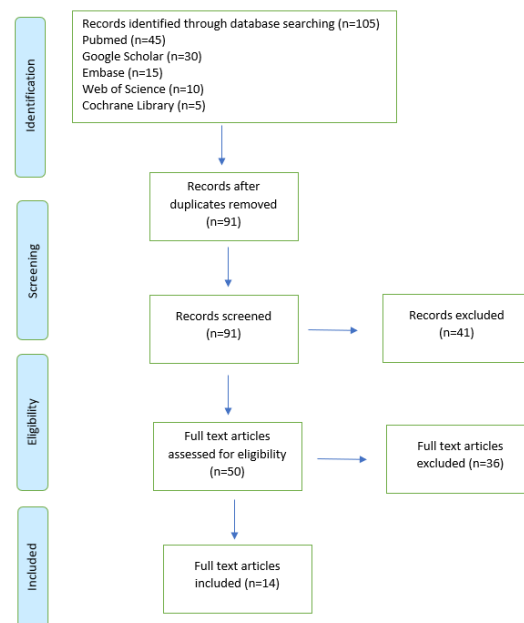 Identification
Records identified through database searching (n=105)
Pubmed (n=45)
Google Scholar (n=30)
Embase (n=15)
Web of Science (n=10)
Cochrane Library (n=5)
Records after
duplicates removed
(n=91)
Screening
Records screened
(n=91)
Records excluded
(n=41)
Eligibility
Full text articles
assessed for eligibility
(n=50)
Full text articles
excluded (n=36)
Included
Full text articles
included (n=14)